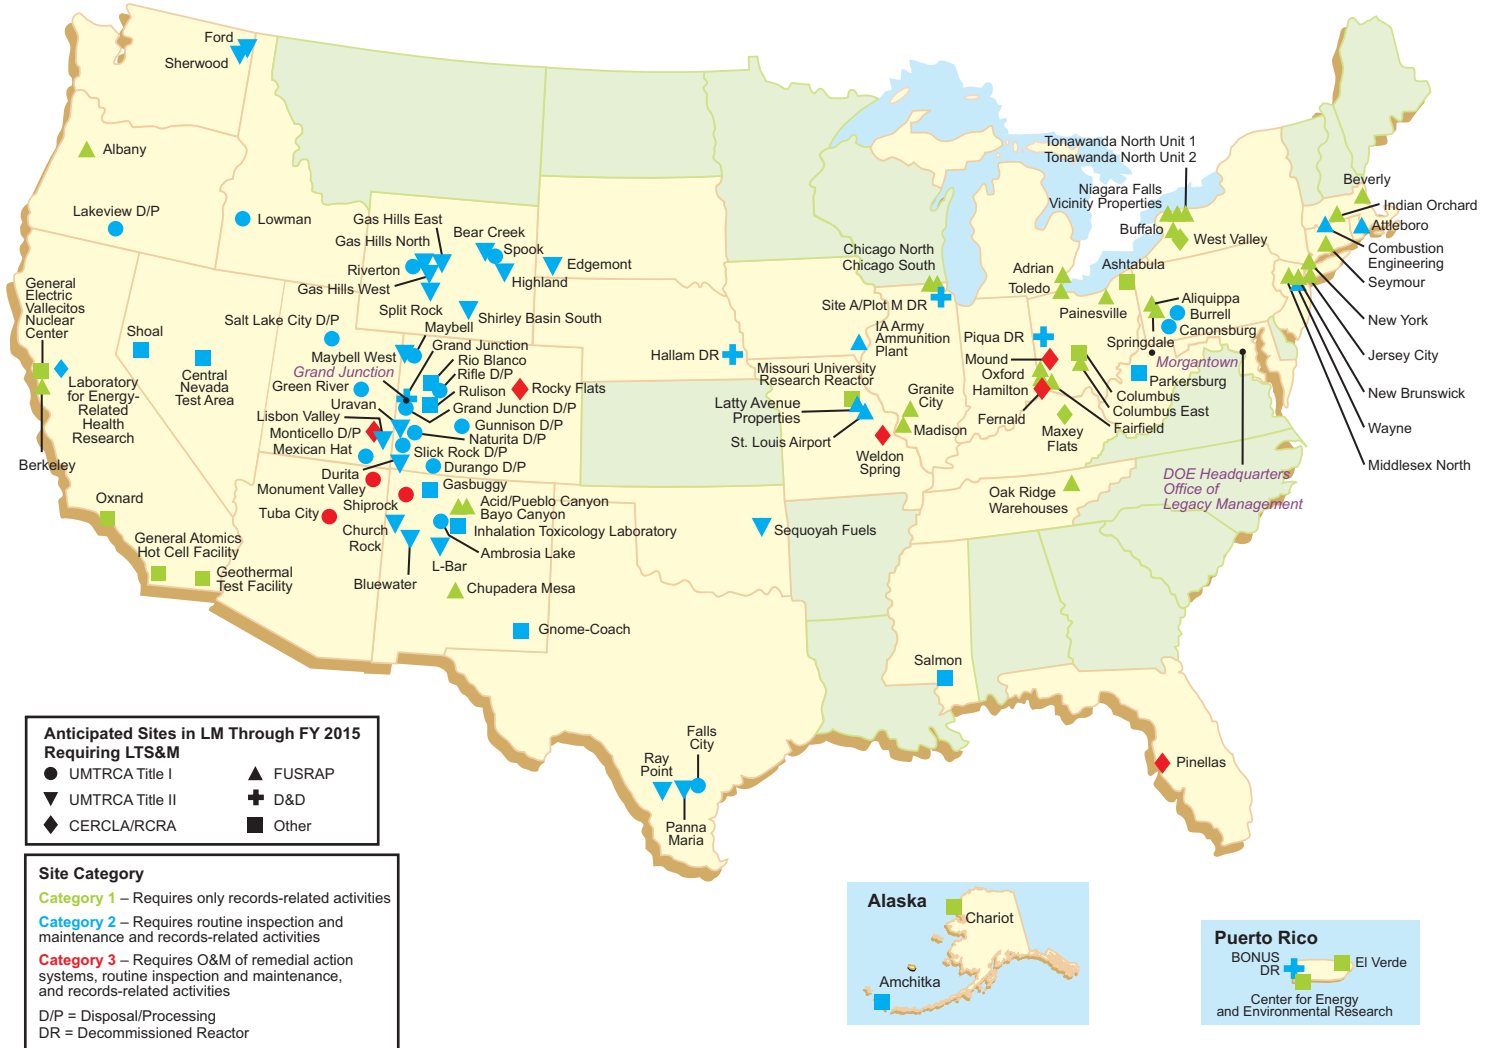 Ford
Sherwood
Albany
Lakeview D/P
Lowman
Gas Hills East
Gas Hills North
Riverton
Gas Hills West
Bear Creek
Spook
Highland
Edgemont
Split Rock
Shirley Basin South
General
Electric
Vallecitos
Nuclear
Center
Shoal
Central
Nevada
Test Area
Laboratory
for Energy-
Related
Health
Research
Berkeley
Salt Lake City D/P
Maybell
Maybell West
Grand Junction
Grand Junction
Rio Blanco
Rifle D/P
Rulison
Rocky Flats
Green River
Uravan
Grand Junction D/P
Lisbon Valley
Gunnison D/P
Monticello D/P
Naturita D/P
Mexican Hat
Slick Rock D/P
Durita
Durango D/P
Monument Valley
Gasbuggy
Shiprock
Tuba City
Acid/Pueblo Canyon
Bayo Canyon
Church
Rock
Inhalation Toxicology Laboratory
Ambrosia Lake
L-Bar
Bluewater
Chupadera Mesa
Gnome-Coach
Oxnard
General Atomics
Hot Cell Facility
Geothermal
Test Facility
Hallam DR
Sequoyah Fuels
Ray
Point
Falls
City
Panna
Maria
Chicago North
Chicago South
Site A/Plot M DR
IA Army
Ammunition
Plant
Missouri University
Research Reactor
Latty Avenue
Properties
St. Louis Airport
Granite
City
Madison
Weldon
Spring
Adrian
Toledo
Painesville
Ashtabula
Piqua DR
Mound
Oxford
Hamilton
Fernald
Maxey
Flats
Columbus
Columbus East
Fairfield
Oak Ridge
Warehouses
Salmon
Pinellas
Tonawanda North Unit 1
Tonawanda North Unit 2
Niagara Falls
Vicinity Properties
Buffalo
West Valley
Aliquippa
Burrell
Canonsburg
Springdale
Morgantown
Parkersburg
DOE Headquarters
Office of
Legacy Management
Beverly
Indian Orchard
Attleboro
Combustion
Engineering
Seymour
New York
Jersey City
New Brunswick
Wayne
Middlesex North
Anticipated Sites in LM Through FY 2015
Requiring LTS&M
UMTRCA Title I
FUSRAP
UMTRCA Title II
D&D
CERCLA/RCRA
Other
Site Category
Category 1 – Requires only records-related activities
Category 2 – Requires routine inspection and
maintenance and records-related activities
Category 3 – Requires O&M of remedial action
systems, routine inspection and maintenance,
and records-related activities
D/P = Disposal/Processing
DR = Decommissioned Reactor
Alaska
Chariot
Amchitka
Puerto Rico
BONUS
DR
El Verde
Center for Energy
and Environmental Research